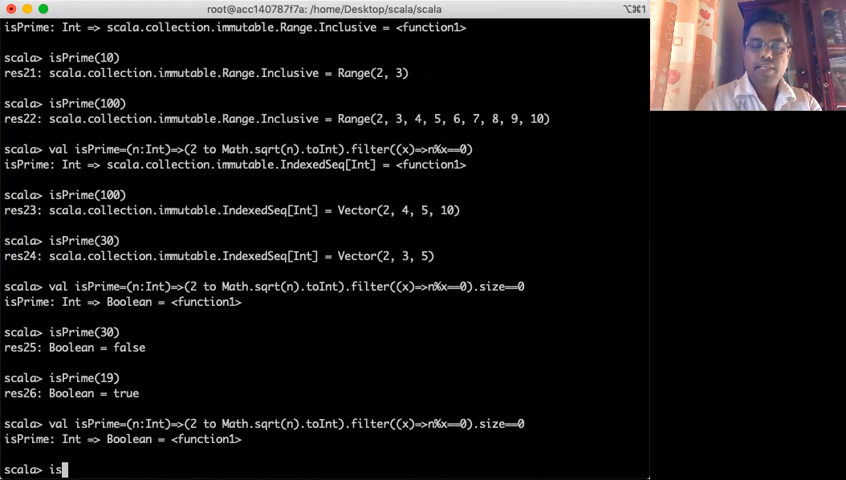 root@acc140787f7a: /home/Desktop/scala/scala
⌥⌘1
isPrime: Int => scala.collection.immutable.Range.Inclusive = <function1>
scala> isPrime(10)
res21: scala.collection.immutable.Range.Inclusive = Range(2, 3)
scala> isPrime(100)
res22: scala.collection.immutable.Range.Inclusive = Range(2, 3, 4, 5, 6, 7, 8, 9, 10)
scala> val isPrime=(n:Int)=>(2 to Math.sqrt(n).toInt).filter((x)=>n%x==0)
isPrime: Int => scala.collection.immutable.IndexedSeq[Int] = <function1>
scala> isPrime(100)
res23: scala.collection.immutable.IndexedSeq[Int] = Vector(2, 4, 5, 10)
scala> isPrime(30)
res24: scala.collection.immutable.IndexedSeq[Int] = Vector(2, 3, 5)
scala> val isPrime=(n:Int)=>(2 to Math.sqrt(n).toInt).filter((x)=>n%x==0).size==0
isPrime: Int => Boolean = <function1>
scala> isPrime(30)
res25: Boolean = false
scala> isPrime(19)
res26: Boolean = true
scala> val isPrime=(n:Int)=>(2 to Math.sqrt(n).toInt).filter((x)=>n%x==0).size==0
isPrime: Int => Boolean = <function1>
scala> is